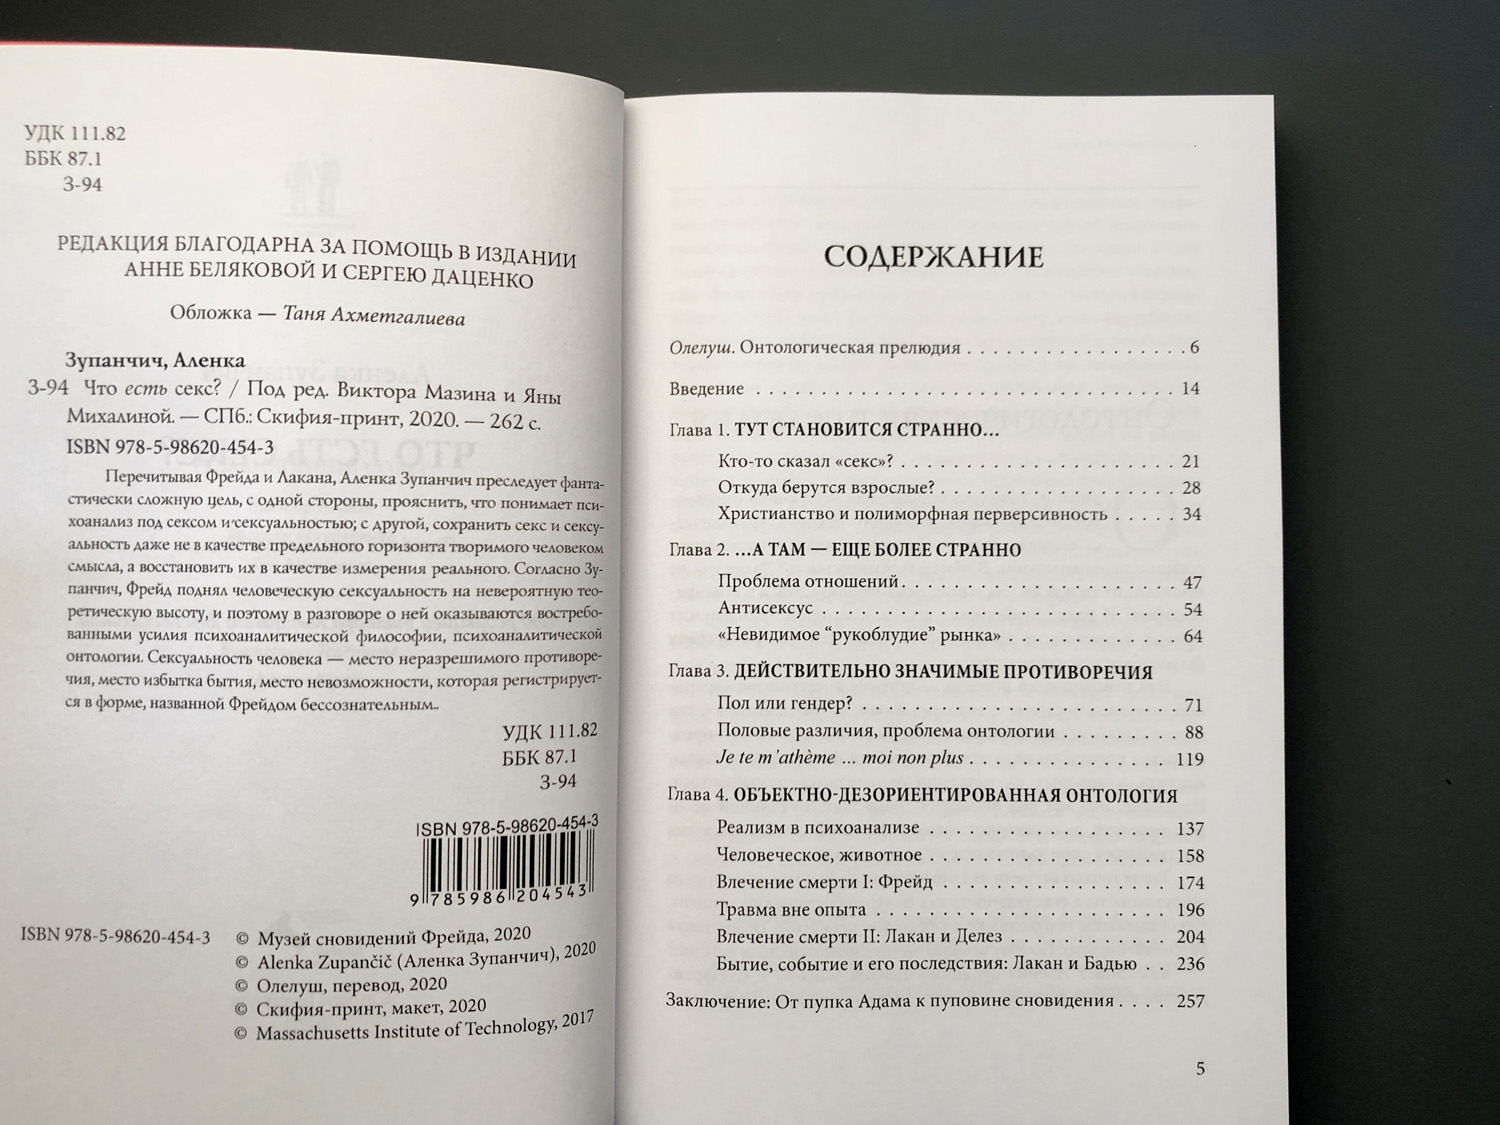 УДК 111.82
ББК 87.1
З-94
РЕДАКЦИЯ БЛАГОДАРНА ЗА ПОМОЩЬ В ИЗДАНИИ
АННЕ БЕЛЯКОВОЙ И СЕРГЕЮ ДАЦЕНКО
Обложка — Таня Ахметгалиева
Зупанчич, Аленка
З-94 Что есть секс? / Под ред. Виктора Мазина и Яны
Михалиной. — СПб.: Скифия-принт, 2020. — 262 с.
ISBN 978-5-98620-454-3
Перечитывая Фрейда и Лакана, Аленка Зупанчич преследует фанта-
стически сложную цель, с одной стороны, прояснить, что понимает пси-
хоанализ под сексом и сексуальностью; с другой, сохранить секс и сексу-
альность даже не в качестве предельного горизонта творимого человеком
смысла, а восстановить их в качестве измерения реального. Согласно Зу-
панчич, Фрейд поднял человеческую сексуальность на невероятную тео-
ретическую высоту, и поэтому в разговоре о ней оказываются востребо-
ванными усилия психоаналитической философии, психоаналитической
онтологии. Сексуальность человека — место неразрешимого противоре-
чия, место избытка бытия, место невозможности, которая регистрирует-
ся в форме, названной Фрейдом бессознательным..
УДК 111.82
ББК 87.1
З-94
ISBN 978-5-98620-454-3
9 785986 204543
ISBN 978-5-98620-454-3
© Музей сновидений Фрейда, 2020
© Alenka Zupančič (Аленка Зупанчич), 2020
© Олелуш, перевод, 2020
© Скифия-принт, макет, 2020
© Massachusetts Institute of Technology, 2017
СОДЕРЖАНИЕ
Олелуш. Онтологическая прелюдия . . . . . . . . . . . . . . . . . 6
Введение . . . . . . . . . . . . . . . . . . . . . . . . . . . . . . . . . 14
Глава 1. ТУТ СТАНОВИТСЯ СТРАННО...
Кто-то сказал «секс»? . . . . . . . . . . . . . . . . . . . . . 21
Откуда берутся взрослые? . . . . . . . . . . . . . . . . . . 28
Христианство и полиморфная перверсивность . . . . . 34
Глава 2. ...А ТАМ — ЕЩЕ БОЛЕЕ СТРАННО
Проблема отношений . . . . . . . . . . . . . . . . . . . . . 47
Антисексус . . . . . . . . . . . . . . . . . . . . . . . . . . . 54
«Невидимое “рукоблудие” рынка» . . . . . . . . . . . . . 64
Глава 3. ДЕЙСТВИТЕЛЬНО ЗНАЧИМЫЕ ПРОТИВОРЕЧИЯ
Пол или гендер? . . . . . . . . . . . . . . . . . . . . . . . . 71
Половые различия, проблема онтологии . . . . . . . . . 88
Je te m’athème ... moi non plus . . . . . . . . . . . . . . . 119
Глава 4. ОБЪЕКТНО-ДЕЗОРИЕНТИРОВАННАЯ ОНТОЛОГИЯ
Реализм в психоанализе . . . . . . . . . . . . . . . . . . 137
Человеческое, животное . . . . . . . . . . . . . . . . . . 158
Влечение смерти I: Фрейд . . . . . . . . . . . . . . . . . 174
Травма вне опыта . . . . . . . . . . . . . . . . . . . . . . 196
Влечение смерти II: Лакан и Делез . . . . . . . . . . . . 204
Бытие, событие и его последствия: Лакан и Бадью . . 236
Заключение: От пупка Адама к пуповине сновидения . . . . 257
5